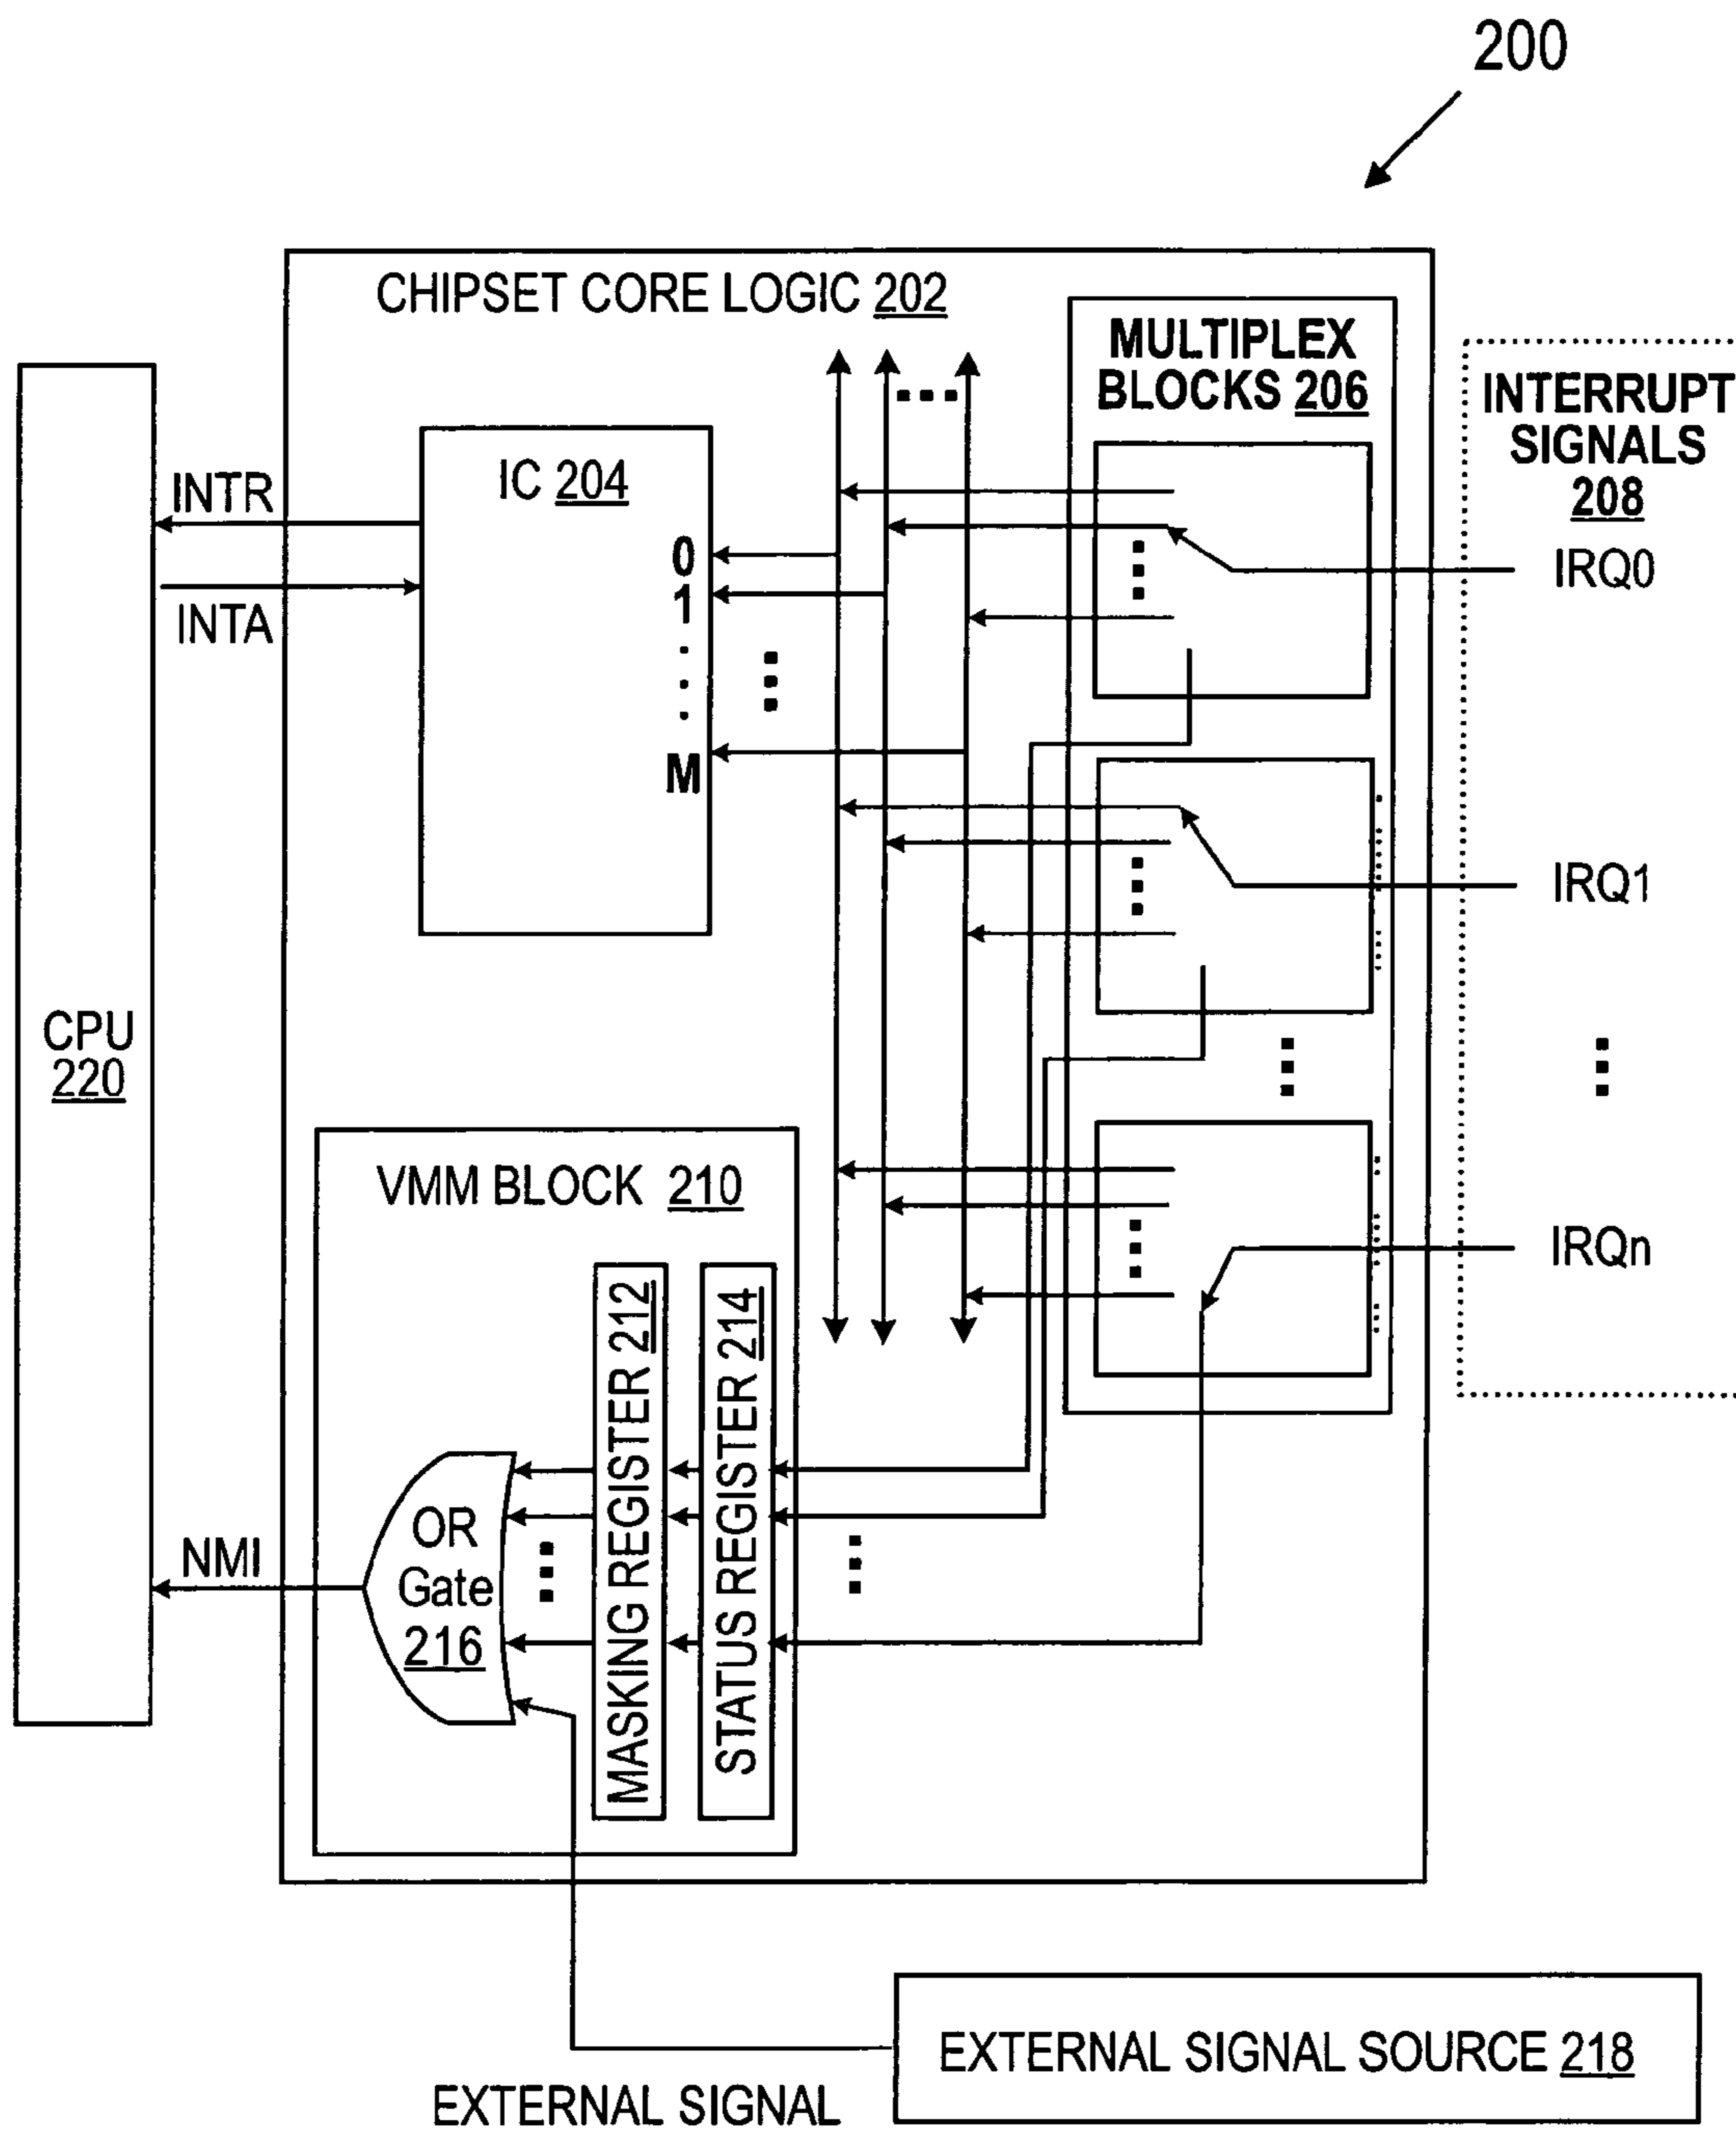 200
CHIPSET CORE LOGIC 202
MULTIPLEX
BLOCKS 206
INTERRUPT
SIGNALS
208
IC 204
INTR
INTA
0
1
M
IRQ0
IRQ1
IRQn
CPU
220
VMM BLOCK 210
MASKING REGISTER 212
STATUS REGISTER 214
OR
Gate
216
NMI
EXTERNAL SIGNAL SOURCE 218
EXTERNAL SIGNAL